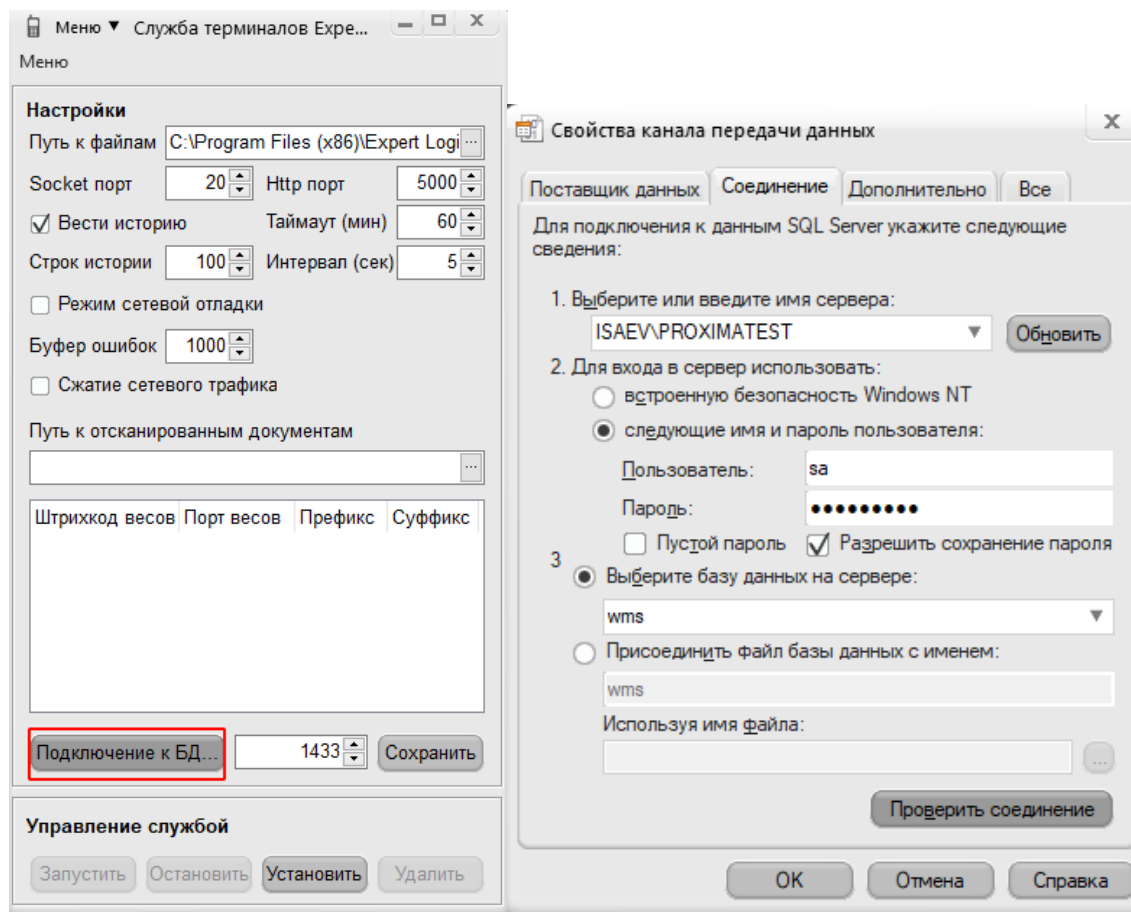 Меню ▼ Служба терминалов Expe...
Меню
Настройки
Путь к файлам C:\Program Files (x86)\Expert Logi ...
Socket порт 20 Http порт 5000
Вести историю Таймаут (мин) 60
Строк истории 100 Интервал (сек) 5
Режим сетевой отладки
Буфер ошибок 1000
Сжатие сетевого трафика
Путь к отсканированным документам
...
Штрихкод весов Порт весов Префикс Суффикс
Подключение к БД... 1433 Сохранить
Управление службой
Запустить Остановить Установить Удалить
Свойства канала передачи данных
Поставщик данных Соединение Дополнительно Все
Для подключения к данным SQL Server укажите следующие
сведения:
1. Выберите или введите имя сервера:
ISAEV\PROXIMATEST Обновить
2. Для входа в сервер использовать:
встроенную безопасность Windows NT
следующие имя и пароль пользователя:
Пользователь: sa
Пароль: •••••••••
Пустой пароль Разрешить сохранение пароля
3 Выберите базу данных на сервере:
wms
Присоединить файл базы данных с именем:
wms
Используя имя файла:
...
Проверить соединение
OK Отмена Справка